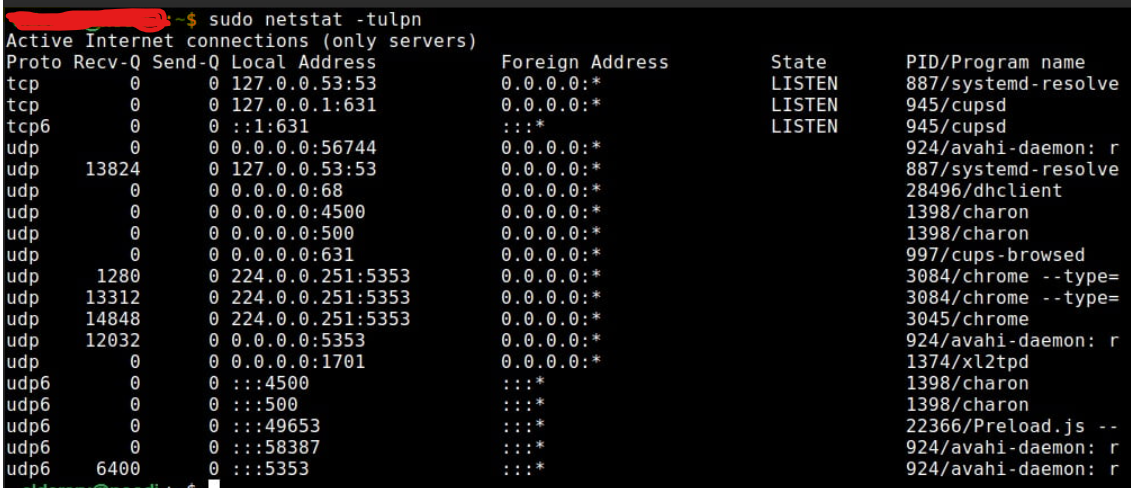 :~$ sudo netstat -tulpn
Active Internet connections (only servers)
Proto Recv-Q Send-Q Local Address           Foreign Address         State       PID/Program name
tcp        0      0 127.0.0.53:53           0.0.0.0:*               LISTEN      887/systemd-resolve
tcp        0      0 127.0.0.1:631           0.0.0.0:*               LISTEN      945/cupsd
tcp6       0      0 ::1:631                 :::*                    LISTEN      945/cupsd
udp        0      0 0.0.0.0:56744           0.0.0.0:*                           924/avahi-daemon: r
udp    13824      0 127.0.0.53:53           0.0.0.0:*                           887/systemd-resolve
udp        0      0 0.0.0.0:68              0.0.0.0:*                           28496/dhclient
udp        0      0 0.0.0.0:4500            0.0.0.0:*                           1398/charon
udp        0      0 0.0.0.0:500             0.0.0.0:*                           1398/charon
udp        0      0 0.0.0.0:631             0.0.0.0:*                           997/cups-browsed
udp     1280      0 224.0.0.251:5353        0.0.0.0:*                           3084/chrome --type=
udp    13312      0 224.0.0.251:5353        0.0.0.0:*                           3084/chrome --type=
udp    14848      0 224.0.0.251:5353        0.0.0.0:*                           3045/chrome
udp    12032      0 0.0.0.0:5353            0.0.0.0:*                           924/avahi-daemon: r
udp        0      0 0.0.0.0:1701            0.0.0.0:*                           1374/xl2tpd
udp6       0      0 :::4500                 :::*                                1398/charon
udp6       0      0 :::500                  :::*                                1398/charon
udp6       0      0 :::49653                :::*                                22366/Preload.js --
udp6       0      0 :::58387                :::*                                924/avahi-daemon: r
udp6    6400      0 :::5353                 :::*                                924/avahi-daemon: r